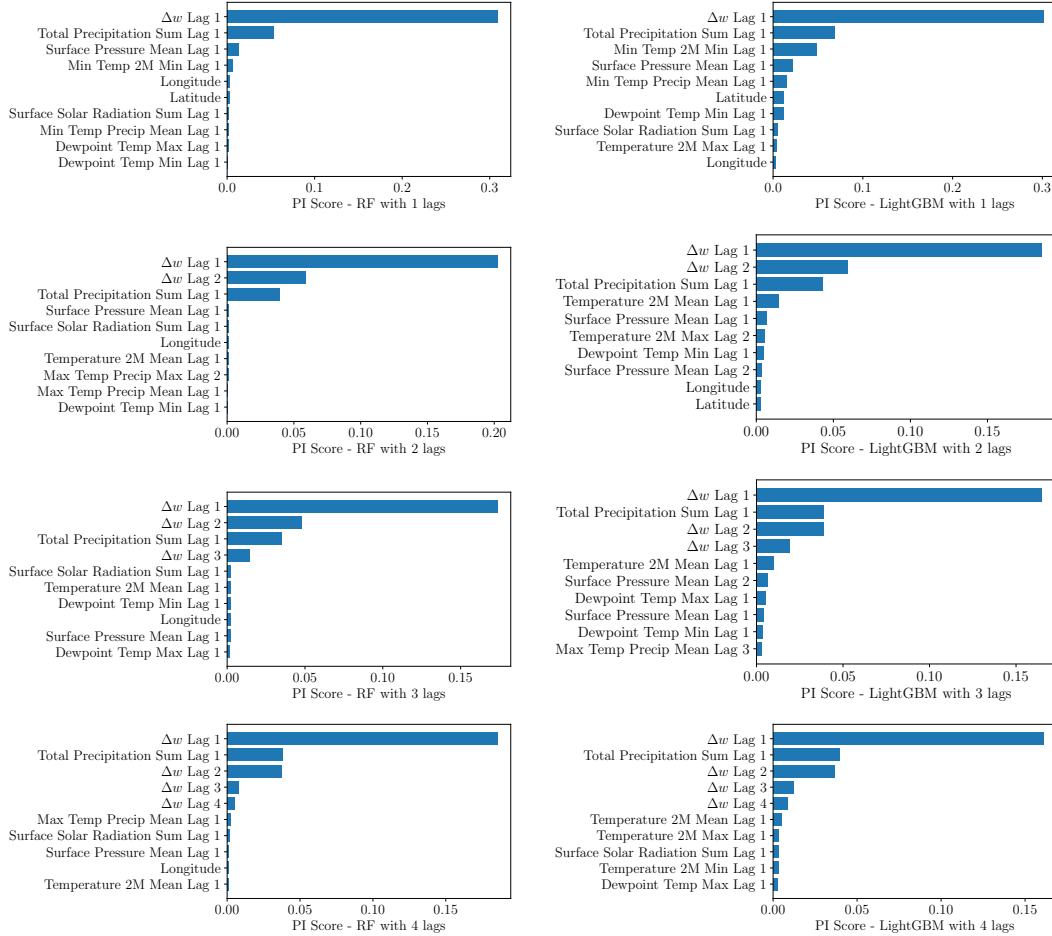 Δw Lag 1
Total Precipitation Sum Lag 1
Surface Pressure Mean Lag 1
Min Temp 2M Min Lag 1
Longitude
Latitude
Surface Solar Radiation Sum Lag 1
Min Temp Precip Mean Lag 1
Dewpoint Temp Max Lag 1
Dewpoint Temp Min Lag 1
0.0 0.1 0.2 0.3
PI Score - RF with 1 lags
Δw Lag 1
Total Precipitation Sum Lag 1
Min Temp 2M Min Lag 1
Surface Pressure Mean Lag 1
Min Temp Precip Mean Lag 1
Latitude
Dewpoint Temp Min Lag 1
Surface Solar Radiation Sum Lag 1
Temperature 2M Max Lag 1
Longitude
0.0 0.1 0.2 0.3
PI Score - LightGBM with 1 lags
Δw Lag 1
Δw Lag 2
Total Precipitation Sum Lag 1
Surface Pressure Mean Lag 1
Surface Solar Radiation Sum Lag 1
Longitude
Temperature 2M Mean Lag 1
Max Temp Precip Max Lag 2
Max Temp Precip Mean Lag 1
Dewpoint Temp Min Lag 1
0.00 0.05 0.10 0.15 0.20
PI Score - RF with 2 lags
Δw Lag 1
Δw Lag 2
Total Precipitation Sum Lag 1
Temperature 2M Mean Lag 1
Surface Pressure Mean Lag 1
Temperature 2M Max Lag 2
Dewpoint Temp Min Lag 1
Surface Pressure Mean Lag 2
Longitude
Latitude
0.00 0.05 0.10 0.15
PI Score - LightGBM with 2 lags
Δw Lag 1
Δw Lag 2
Total Precipitation Sum Lag 1
Δw Lag 3
Surface Solar Radiation Sum Lag 1
Temperature 2M Mean Lag 1
Dewpoint Temp Min Lag 1
Longitude
Surface Pressure Mean Lag 1
Dewpoint Temp Max Lag 1
0.00 0.05 0.10 0.15
PI Score - RF with 3 lags
Δw Lag 1
Total Precipitation Sum Lag 1
Δw Lag 2
Δw Lag 3
Temperature 2M Mean Lag 1
Surface Pressure Mean Lag 2
Dewpoint Temp Max Lag 1
Surface Pressure Mean Lag 1
Dewpoint Temp Min Lag 1
Max Temp Precip Mean Lag 3
0.00 0.05 0.10 0.15
PI Score - LightGBM with 3 lags
Δw Lag 1
Total Precipitation Sum Lag 1
Δw Lag 2
Δw Lag 3
Δw Lag 4
Max Temp Precip Mean Lag 1
Surface Solar Radiation Sum Lag 1
Surface Pressure Mean Lag 1
Longitude
Temperature 2M Mean Lag 1
0.00 0.05 0.10 0.15
PI Score - RF with 4 lags
Δw Lag 1
Total Precipitation Sum Lag 1
Δw Lag 2
Δw Lag 3
Δw Lag 4
Temperature 2M Mean Lag 1
Temperature 2M Max Lag 1
Surface Solar Radiation Sum Lag 1
Temperature 2M Min Lag 1
Dewpoint Temp Max Lag 1
0.00 0.05 0.10 0.15
PI Score - LightGBM with 4 lags